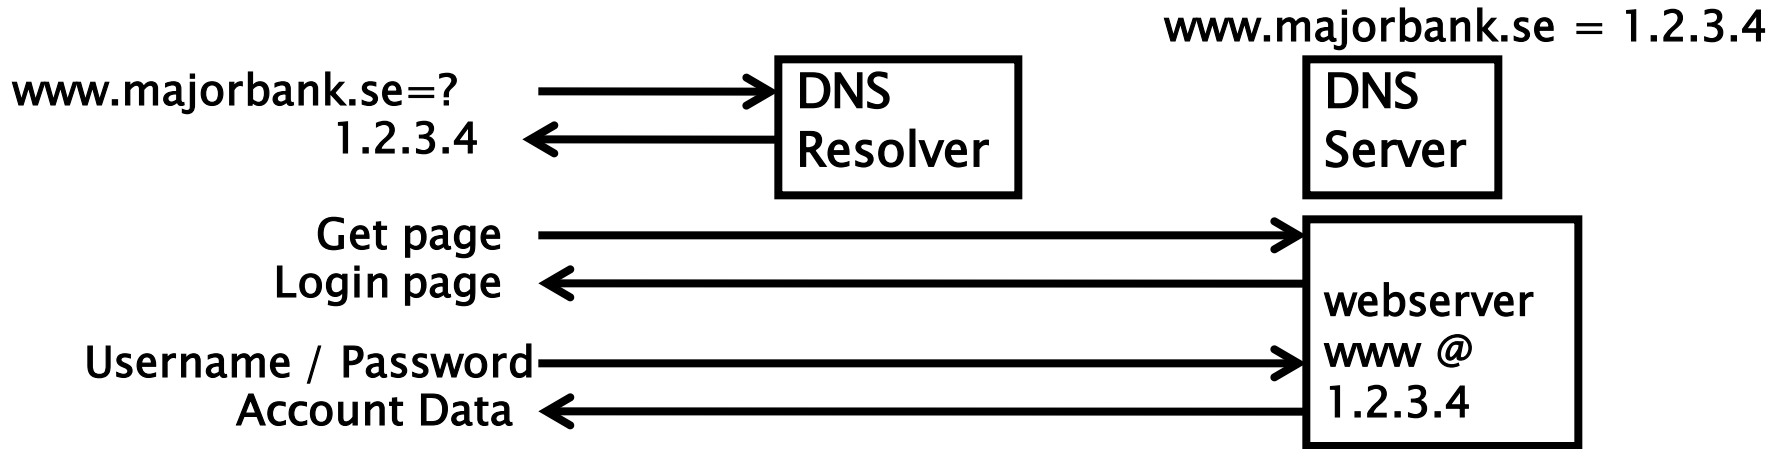 www.majorbank.se = 1.2.3.4
www.majorbank.se=?
1.2.3.4
DNS
Resolver
DNS
Server
Get page
Login page
Username / Password
Account Data
webserver
www @
1.2.3.4